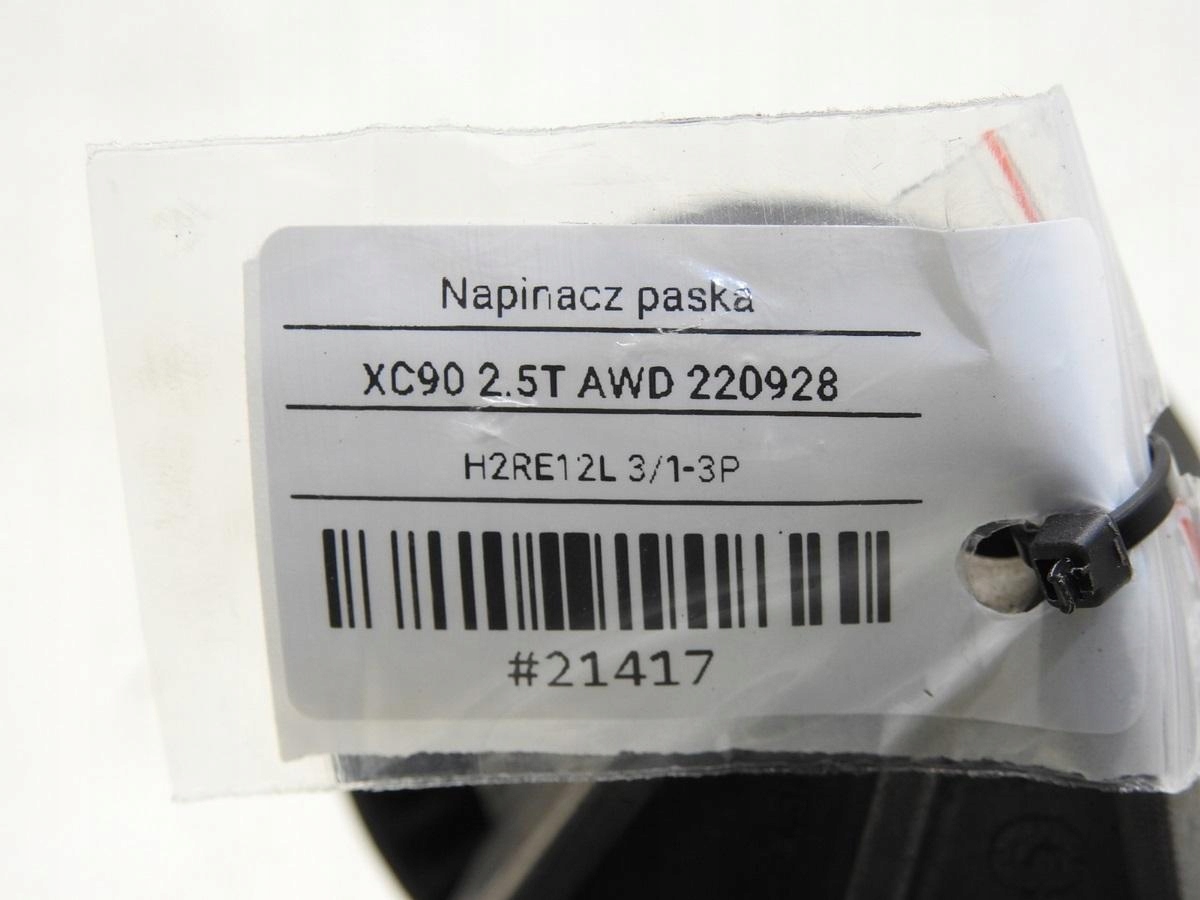 Napinacz paska
XC90 2.5T AWD 220928
H2RE12L 3/1-3P
#21417